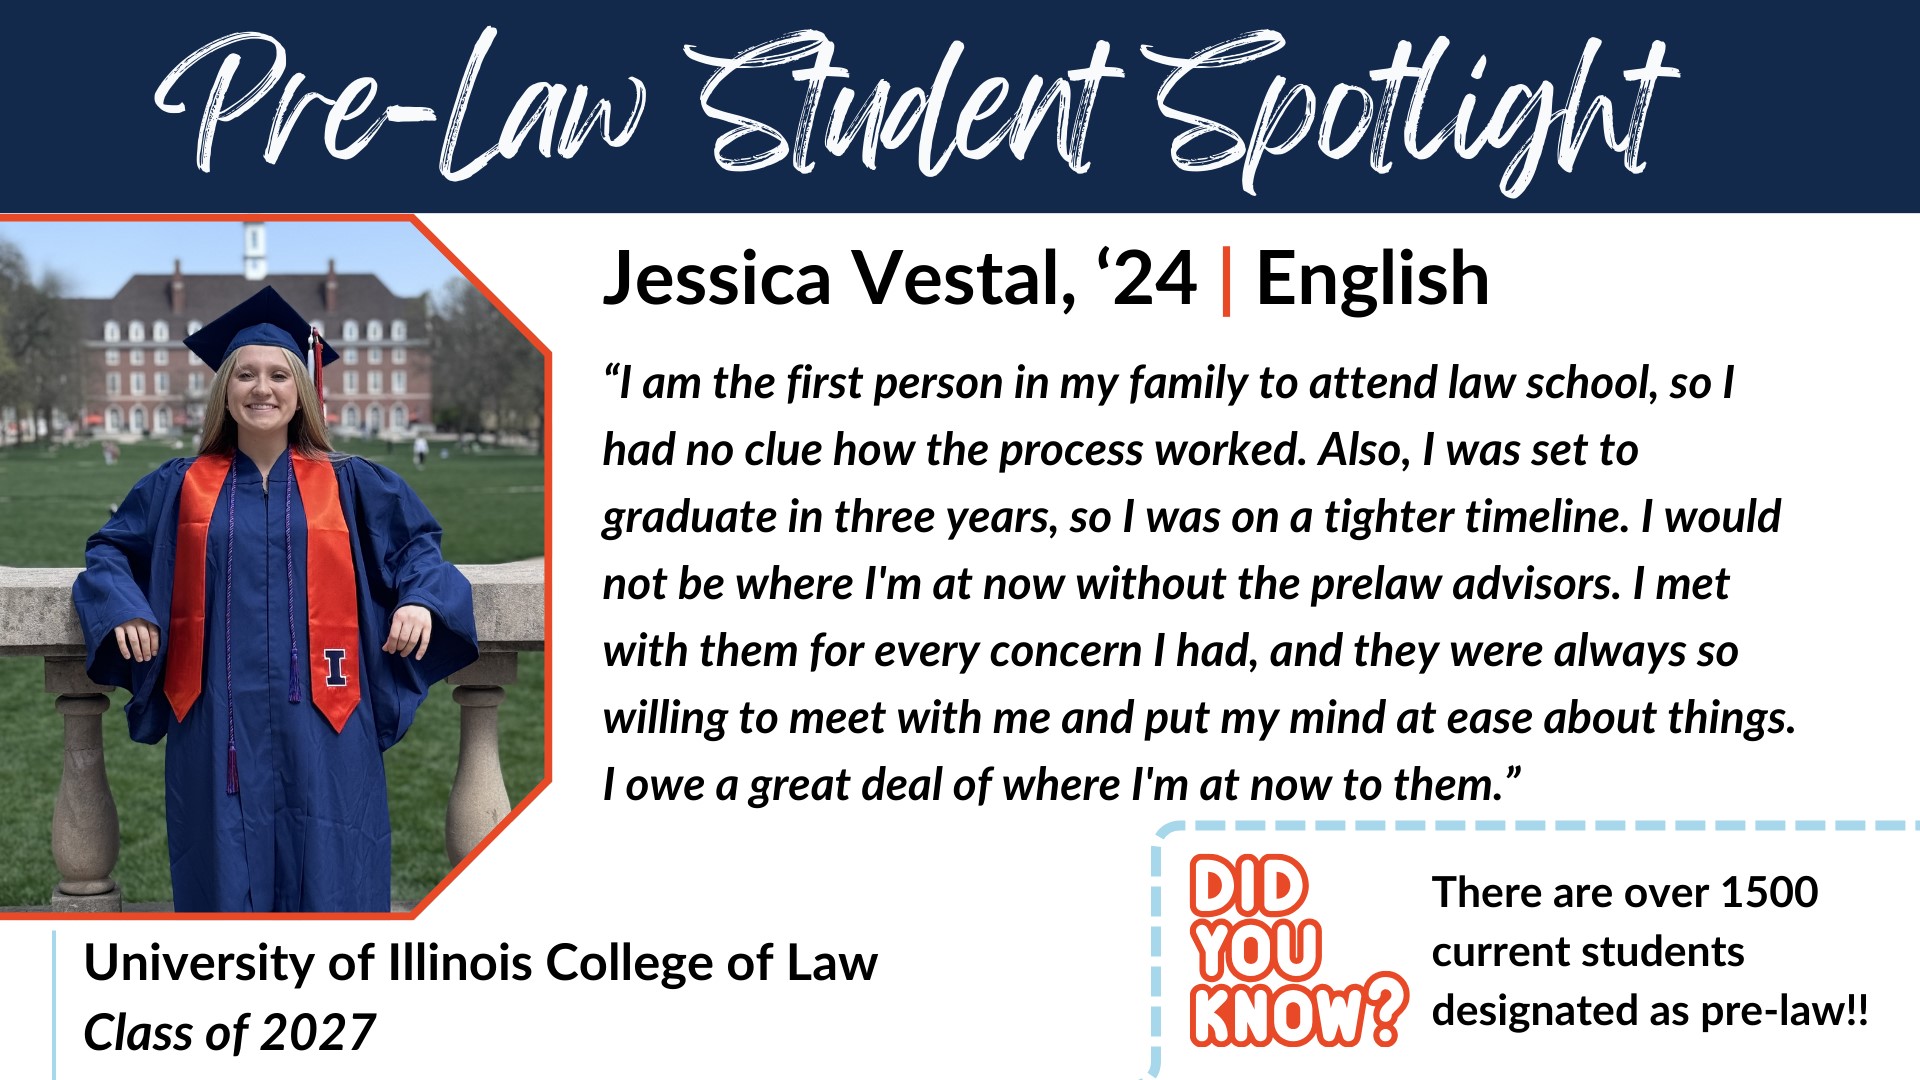 Pre-Law Student Spotlight
Jessica Vestal, ‘24 | English
“I am the first person in my family to attend law school, so I
had no clue how the process worked. Also, I was set to
graduate in three years, so I was on a tighter timeline. I would
not be where I'm at now without the prelaw advisors. I met
with them for every concern I had, and they were always so
willing to meet with me and put my mind at ease about things.
I owe a great deal of where I'm at now to them.”
I
University of Illinois College of Law
Class of 2027
DID
YOU
KNOW?
There are over 1500
current students
designated as pre-law!!